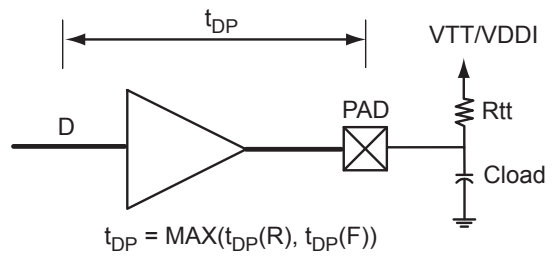 tDP
VTT/VDDI
PAD
Rtt
D
Cload
tDP = MAX(tDP(R), tDP(F))